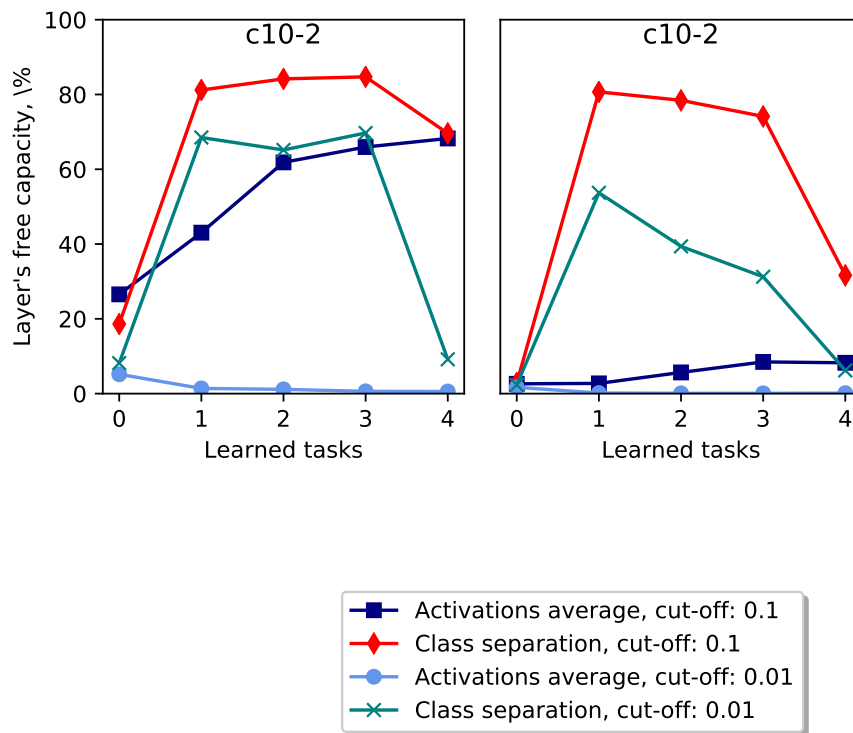 c10-2
c10-2
Layer's free capacity, \%
100
80
60
40
20
0
0 1 2 3 4
0 1 2 3 4
Learned tasks
Learned tasks
Activations average, cut-off: 0.1
Class separation, cut-off: 0.1
Activations average, cut-off: 0.01
Class separation, cut-off: 0.01